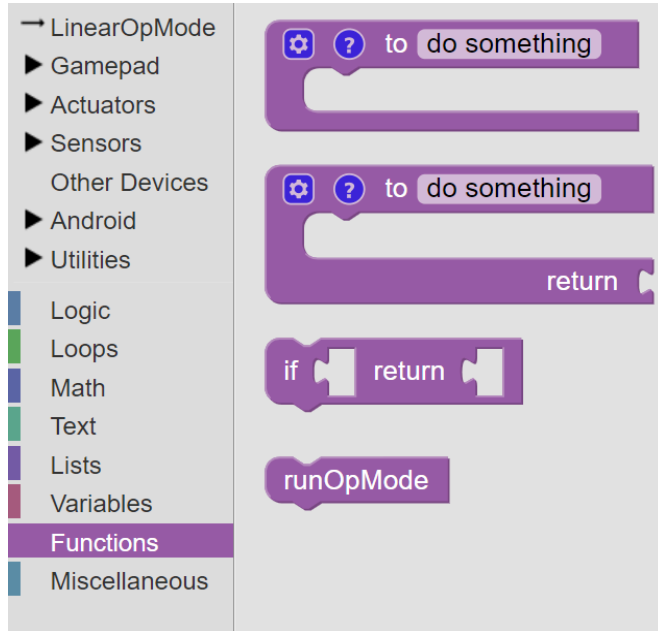 LinearOpMode
Gamepad
Actuators
Sensors
Other Devices
Android
Utilities
Logic
Loops
Math
Text
Lists
Variables
Functions
Miscellaneous
? to do something
? to do something
return
if return
runOpMode